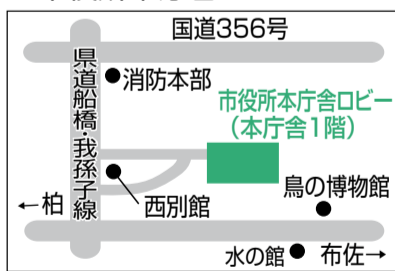 国道356号
県道船橋・我孫子線
消防本部
市役所本庁舎ロビー
（本庁舎1階）
西別館
鳥の博物館
←柏
水の館
布佐→